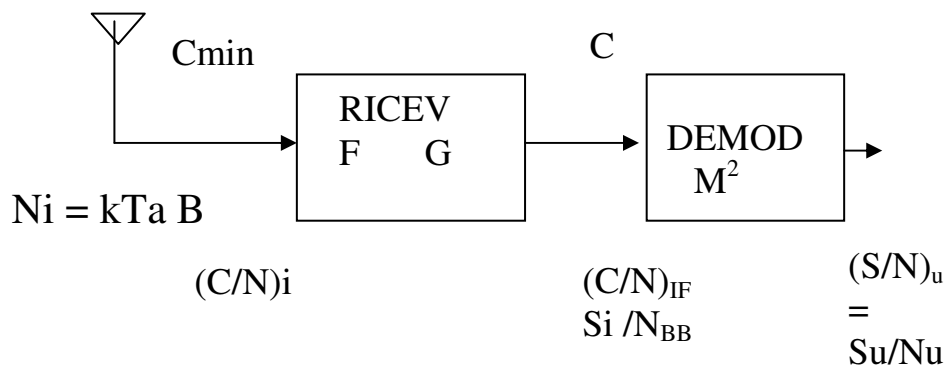 Cmin
C
RICEV
F G
DEMOD
M²
Ni = kTa B
(C/N)i
(C/N)IF
Si /NBB
(S/N)u
=
Su/Nu